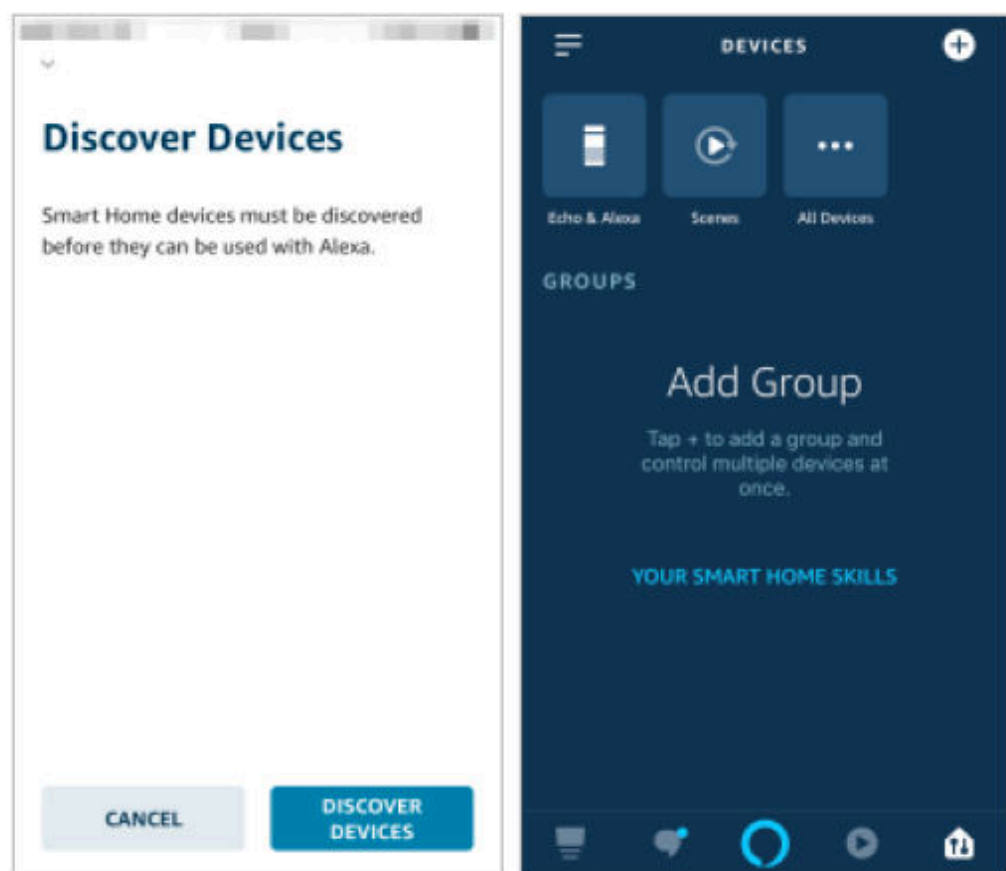 Discover Devices
Smart Home devices must be discovered
before they can be used with Alexa.
CANCEL
DISCOVER
DEVICES
DEVICES
Echo & Alexa
Scenes
All Devices
GROUPS
Add Group
Tap + to add a group and
control multiple devices at
once.
YOUR SMART HOME SKILLS